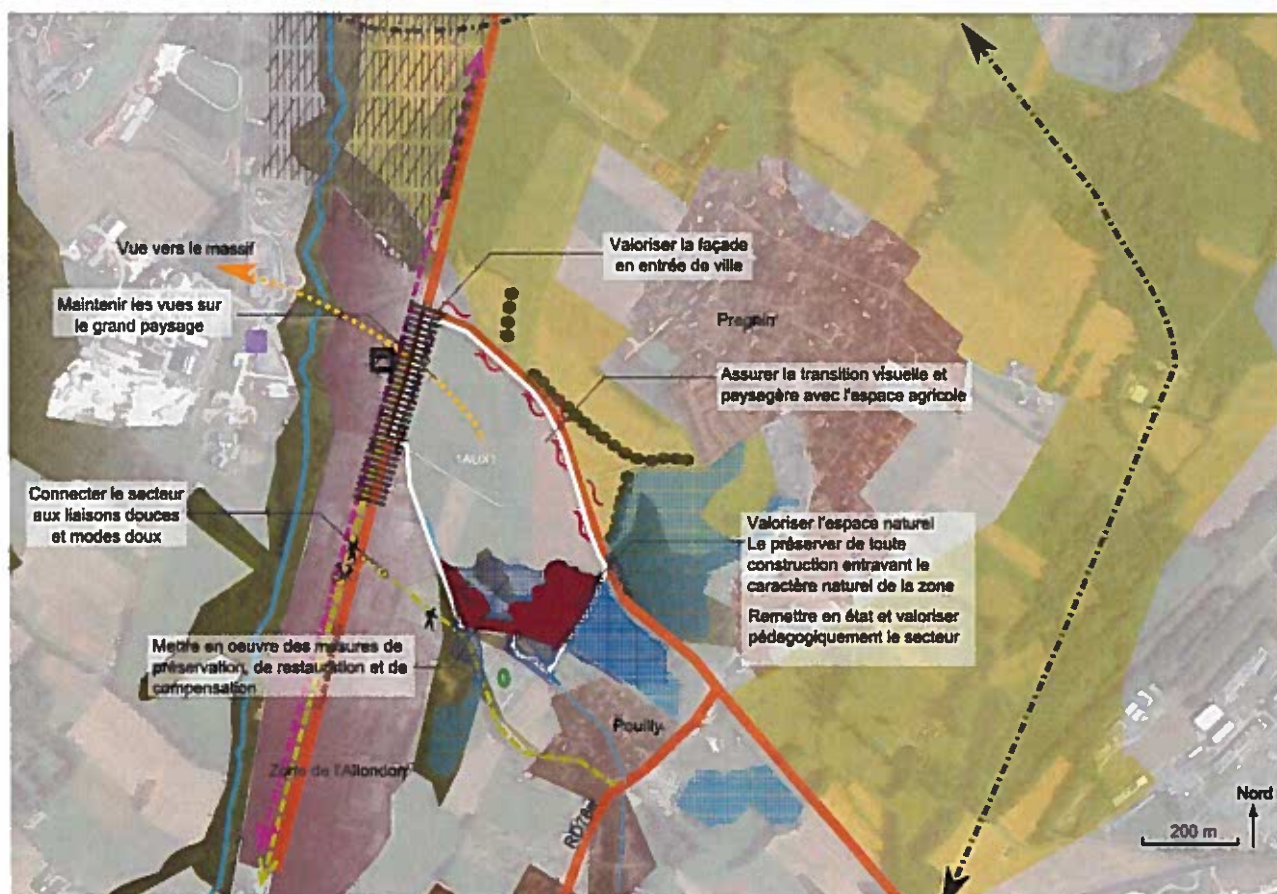 Vue vers le massif
Valoriser la façade
en entrée de ville
Maintenir les vues sur
le grand paysage
Pregnin
Assurer la transition visuelle et
paysagère avec l'espace agricole
Connecter le secteur
aux liaisons douces
et modes doux
Valoriser l'espace naturel
Le préserver de toute
construction entravant le
caractère naturel de la zone
Remettre en état et valoriser
pédagogiquement le secteur
Mettre en oeuvre des mesures de
préservation, de restauration et de
compensation
Pouilly
Zone de l'Allondon
Nord
200 m